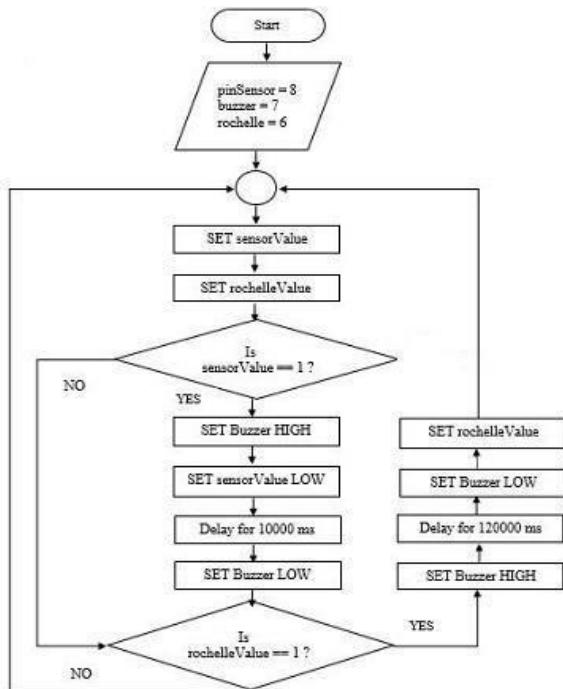 Start
pinSensor = 8
buzzer = 7
rochelle = 6
SET sensorValue
SET rochelleValue
Is
sensorValue == 1 ?
NO
YES
SET Buzzer HIGH
SET sensorValue LOW
Delay for 10000 ms
SET Buzzer LOW
Is
rochelleValue == 1 ?
NO
YES
SET Buzzer HIGH
Delay for 120000 ms
SET Buzzer LOW
SET rochelleValue